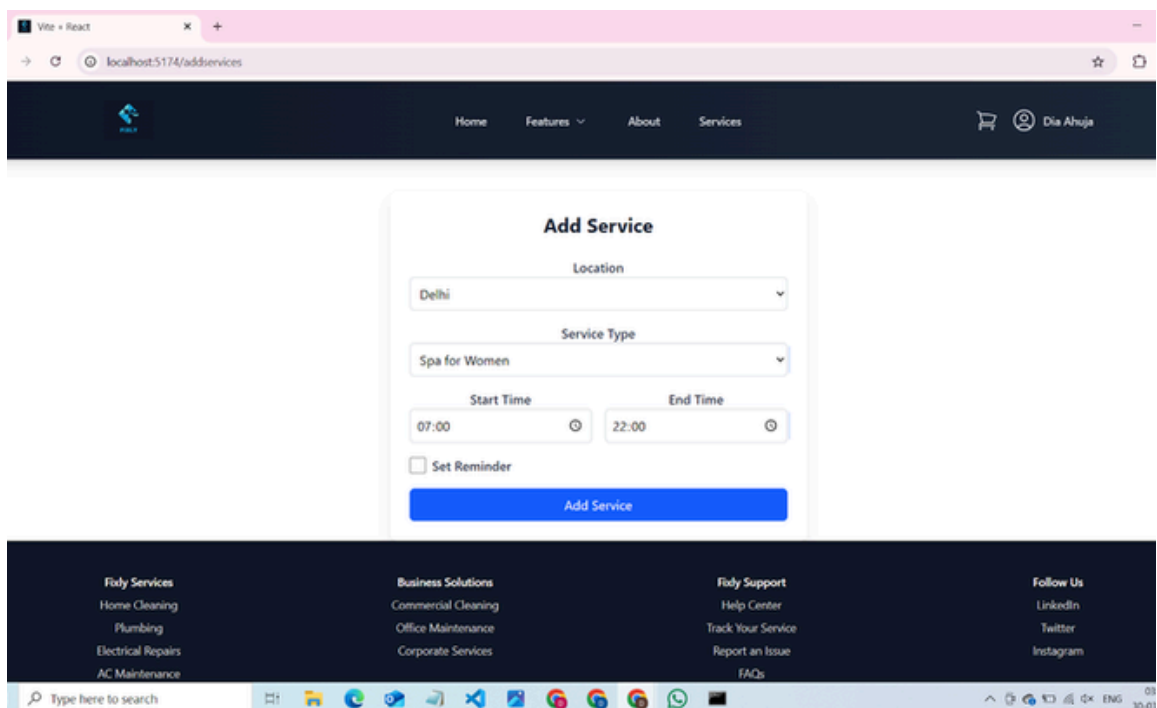 Vite + React
localhost:5174/addservices
FIXLY
Home Features About Services Dia Ahuja
Add Service
Location
Delhi
Service Type
Spa for Women
Start Time End Time
07:00 22:00
Set Reminder
Add Service
Fixly Services Business Solutions Fixly Support Follow Us
Home Cleaning Commercial Cleaning Help Center LinkedIn
Plumbing Office Maintenance Track Your Service Twitter
Electrical Repairs Corporate Services Report an Issue Instagram
AC Maintenance FAQs
Type here to search ENG